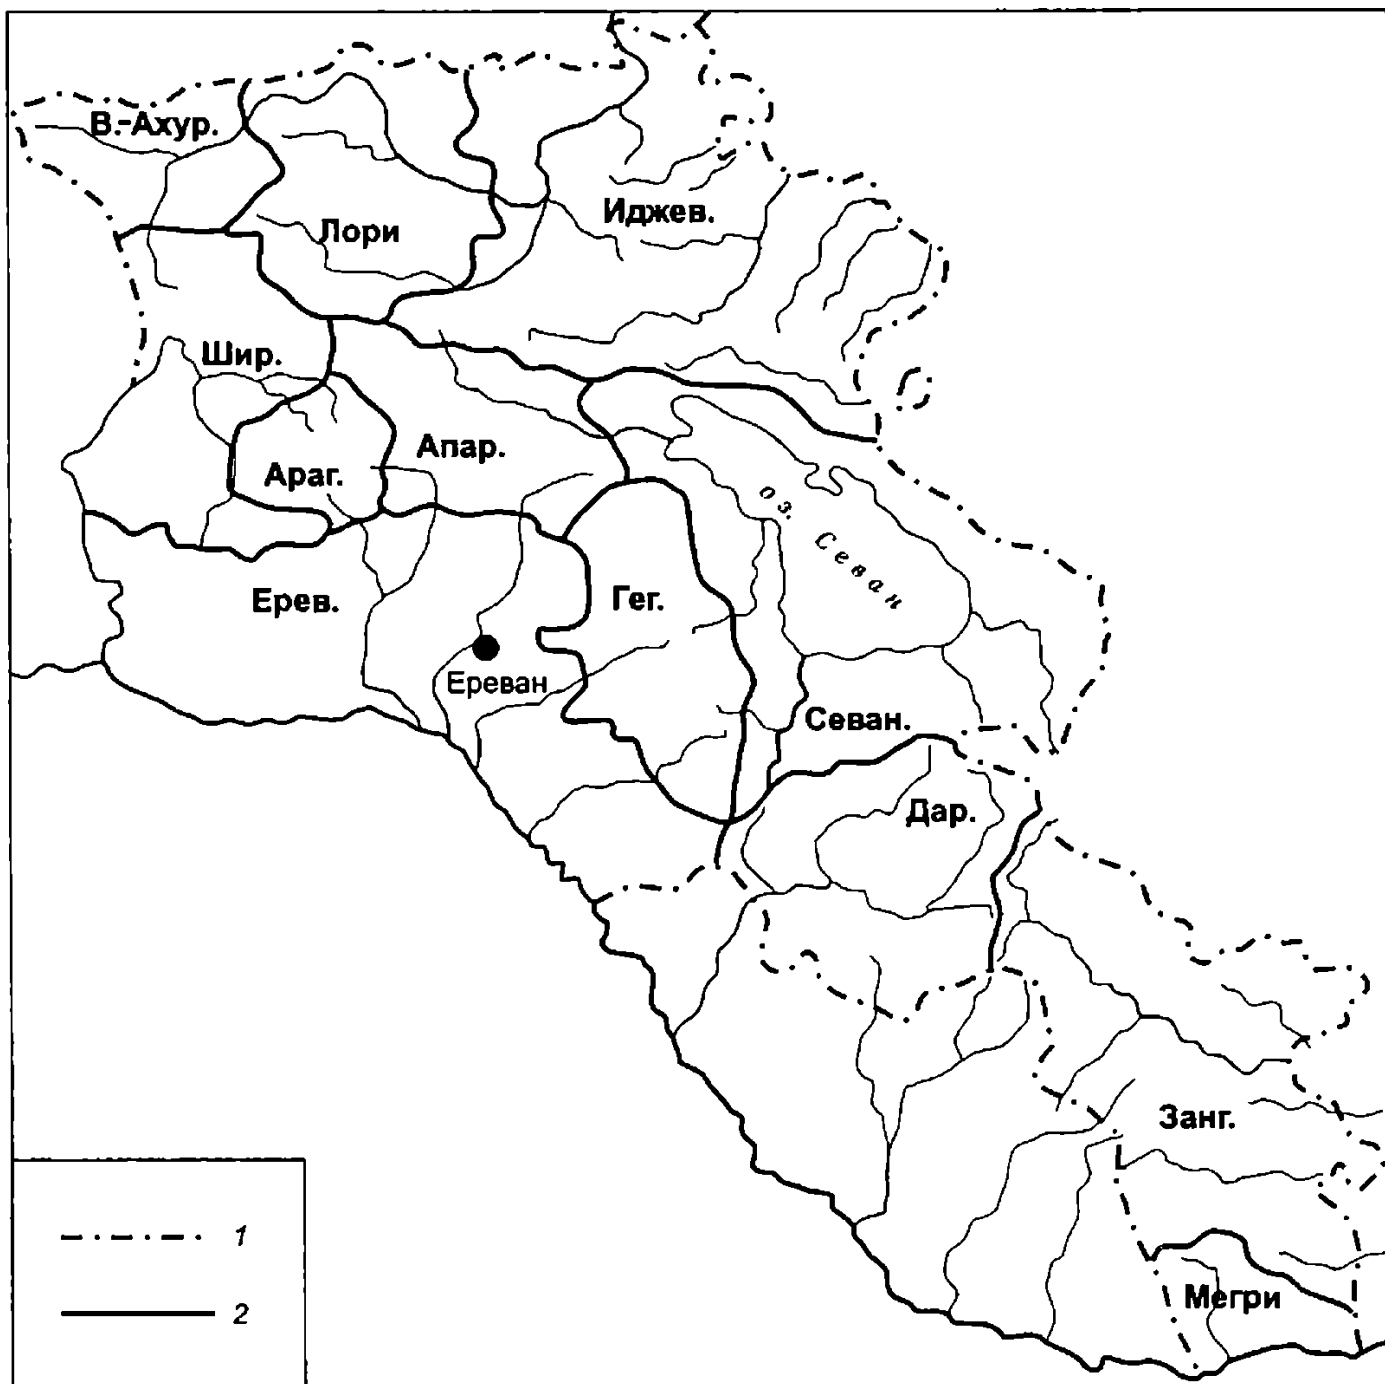 В.-Ахур.
Лори
Иджев.
Шир.
Апар.
Араг.
оз. Севан
Ерев.
Гег.
Ереван
Севан.
Дар.
Занг.
Мегри
1
2